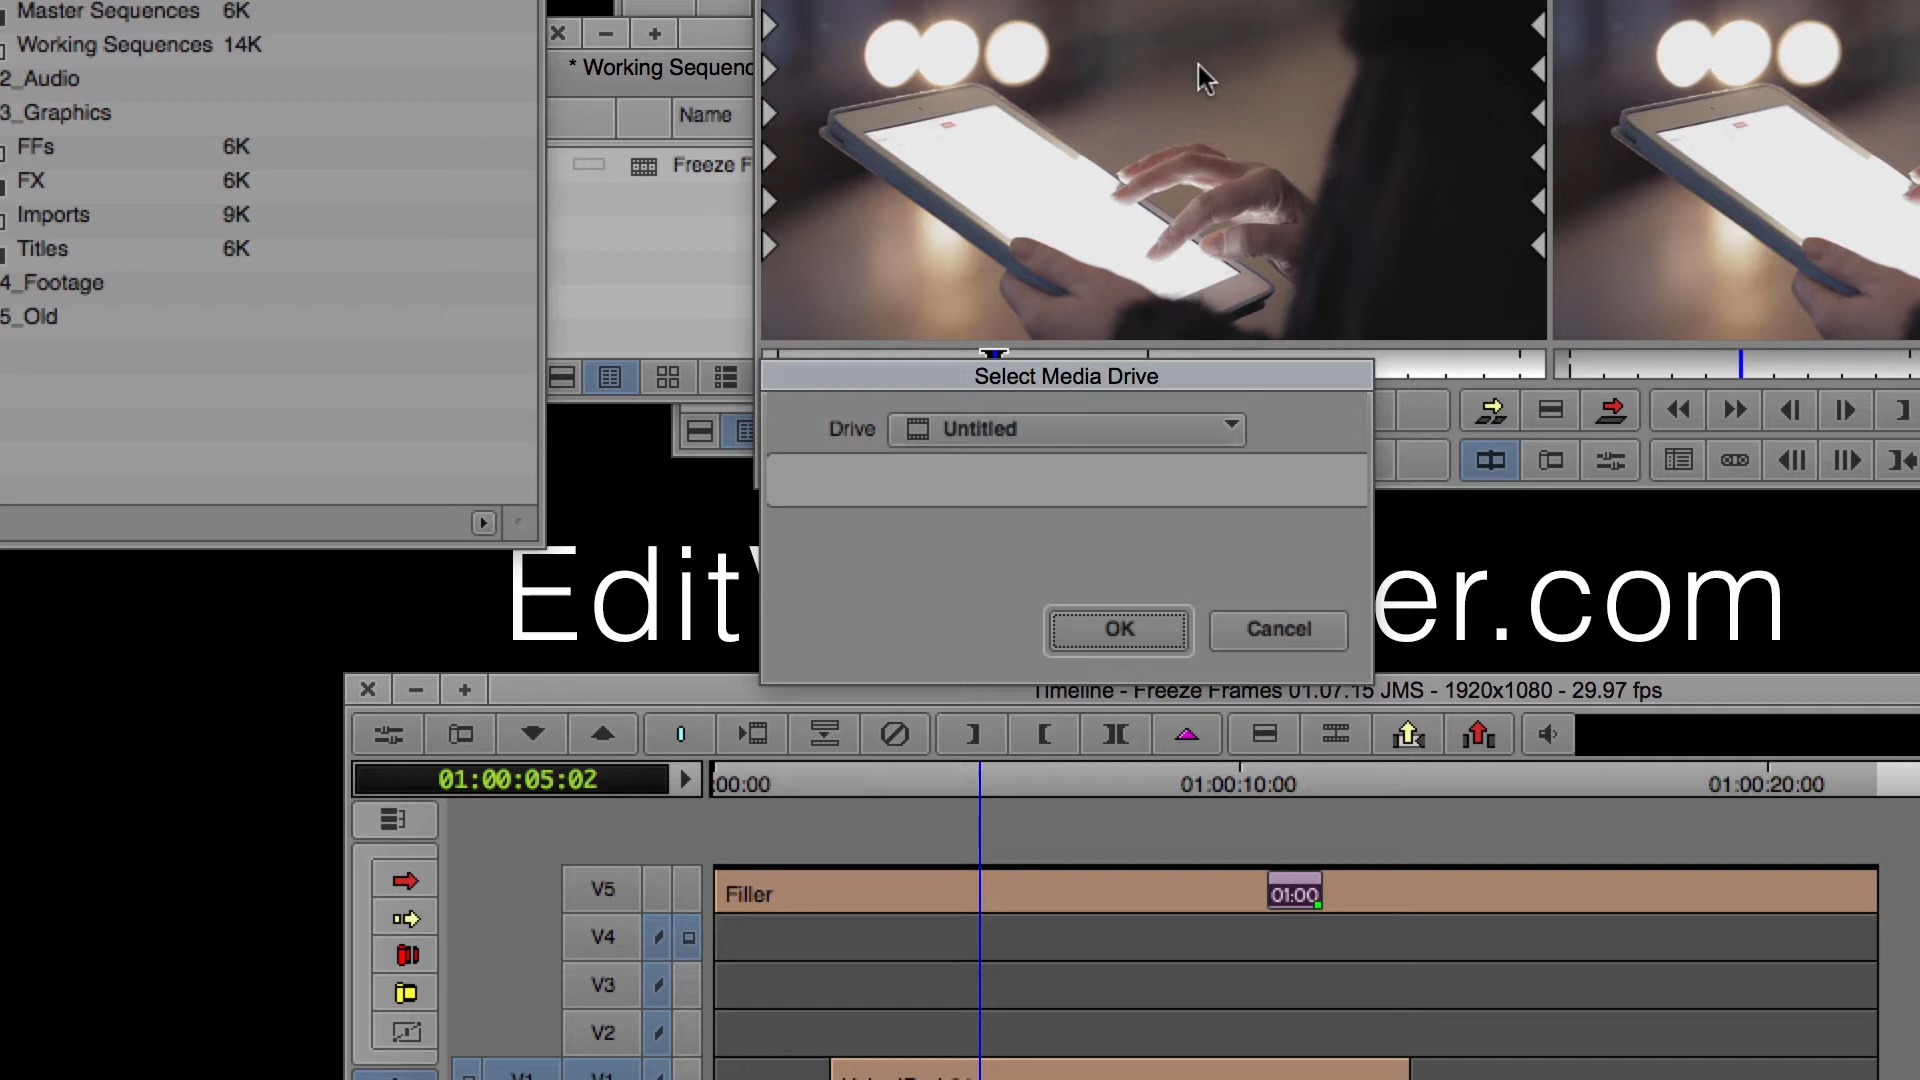 Master Sequences 6K
Working Sequences 14K
2_Audio
3_Graphics
FFs 6K
FX 6K
Imports 9K
Titles 6K
4_Footage
5_Old
* Working Sequenc
Name
Freeze F
Select Media Drive
Drive Untitled
OK Cancel
Edit er.com
Timeline - Freeze Frames 01.07.15 JMS - 1920x1080 - 29.97 fps
01:00:05:02
:00:00 01:00:10:00 01:00:20:00
V5 Filler 01:00
V4
V3
V2
V1 V1